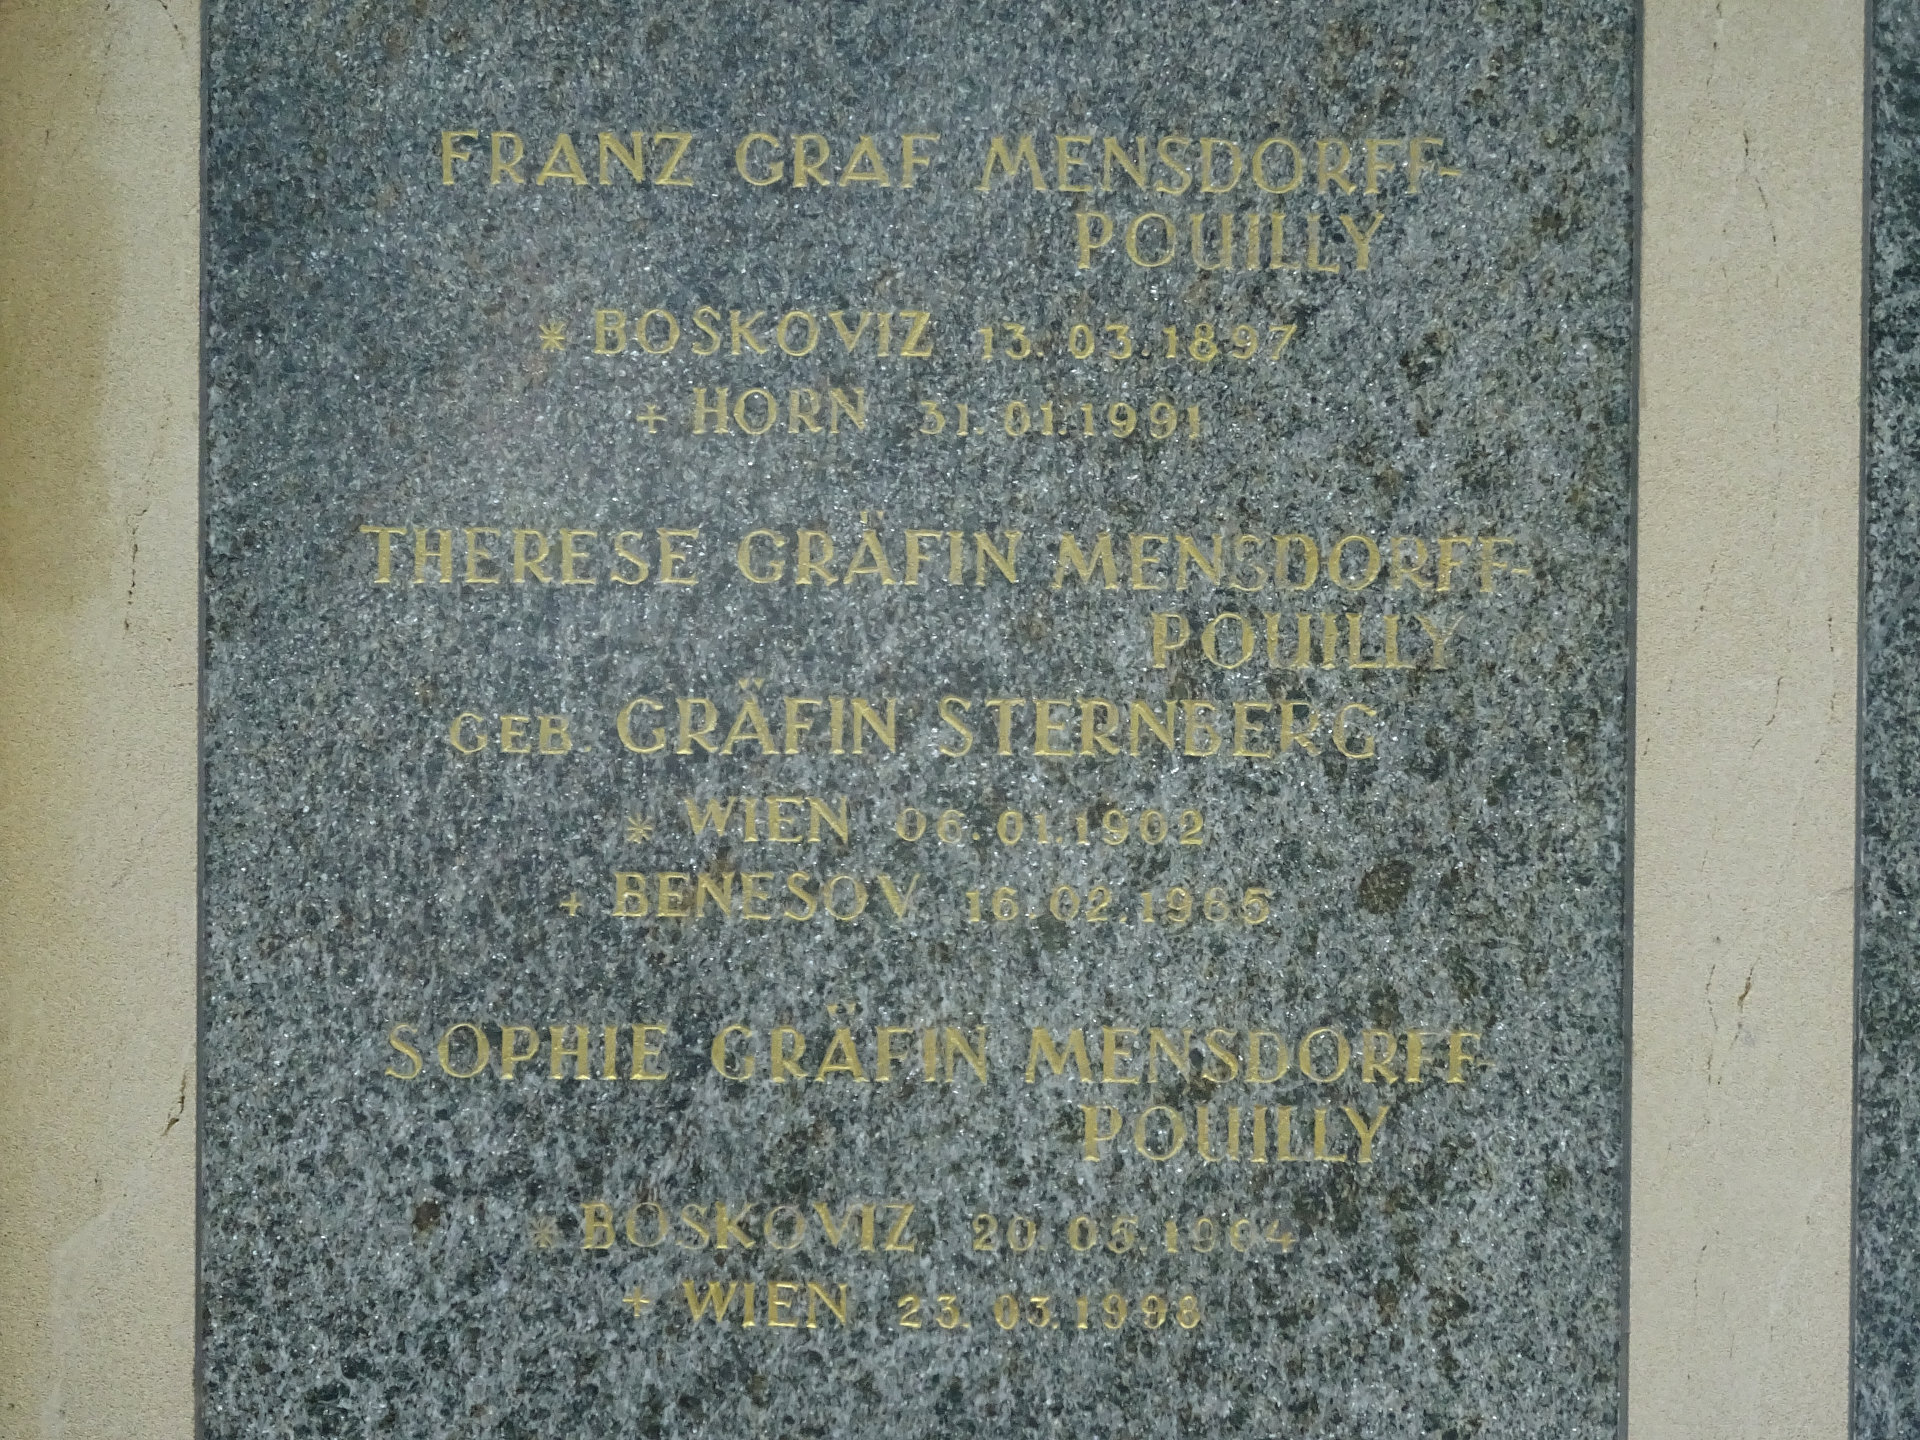 FRANZ GRAF MENSDORFF-
POUILLY
* BOSKOVIZ 13.03.1897
+ HORN 31.01.1991
THERESE GRÄFIN MENSDORFF-
POUILLY
GEB. GRÄFIN STERNBERG
* WIEN 06.01.1902
+ BENESOV 16.02.1965
SOPHIE GRÄFIN MENSDORFF-
POUILLY
* BOSKOVIZ 20.05.1904
+ WIEN 23.03.1998